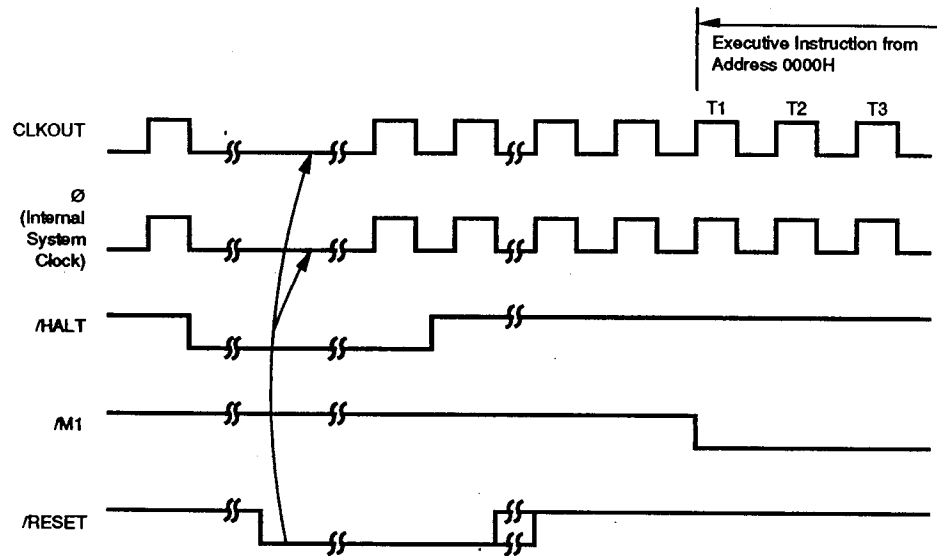 Executive Instruction from
Address 0000H
T1 T2 T3
CLKOUT
Ø
(Internal
System
Clock)
/HALT
/M1
/RESET